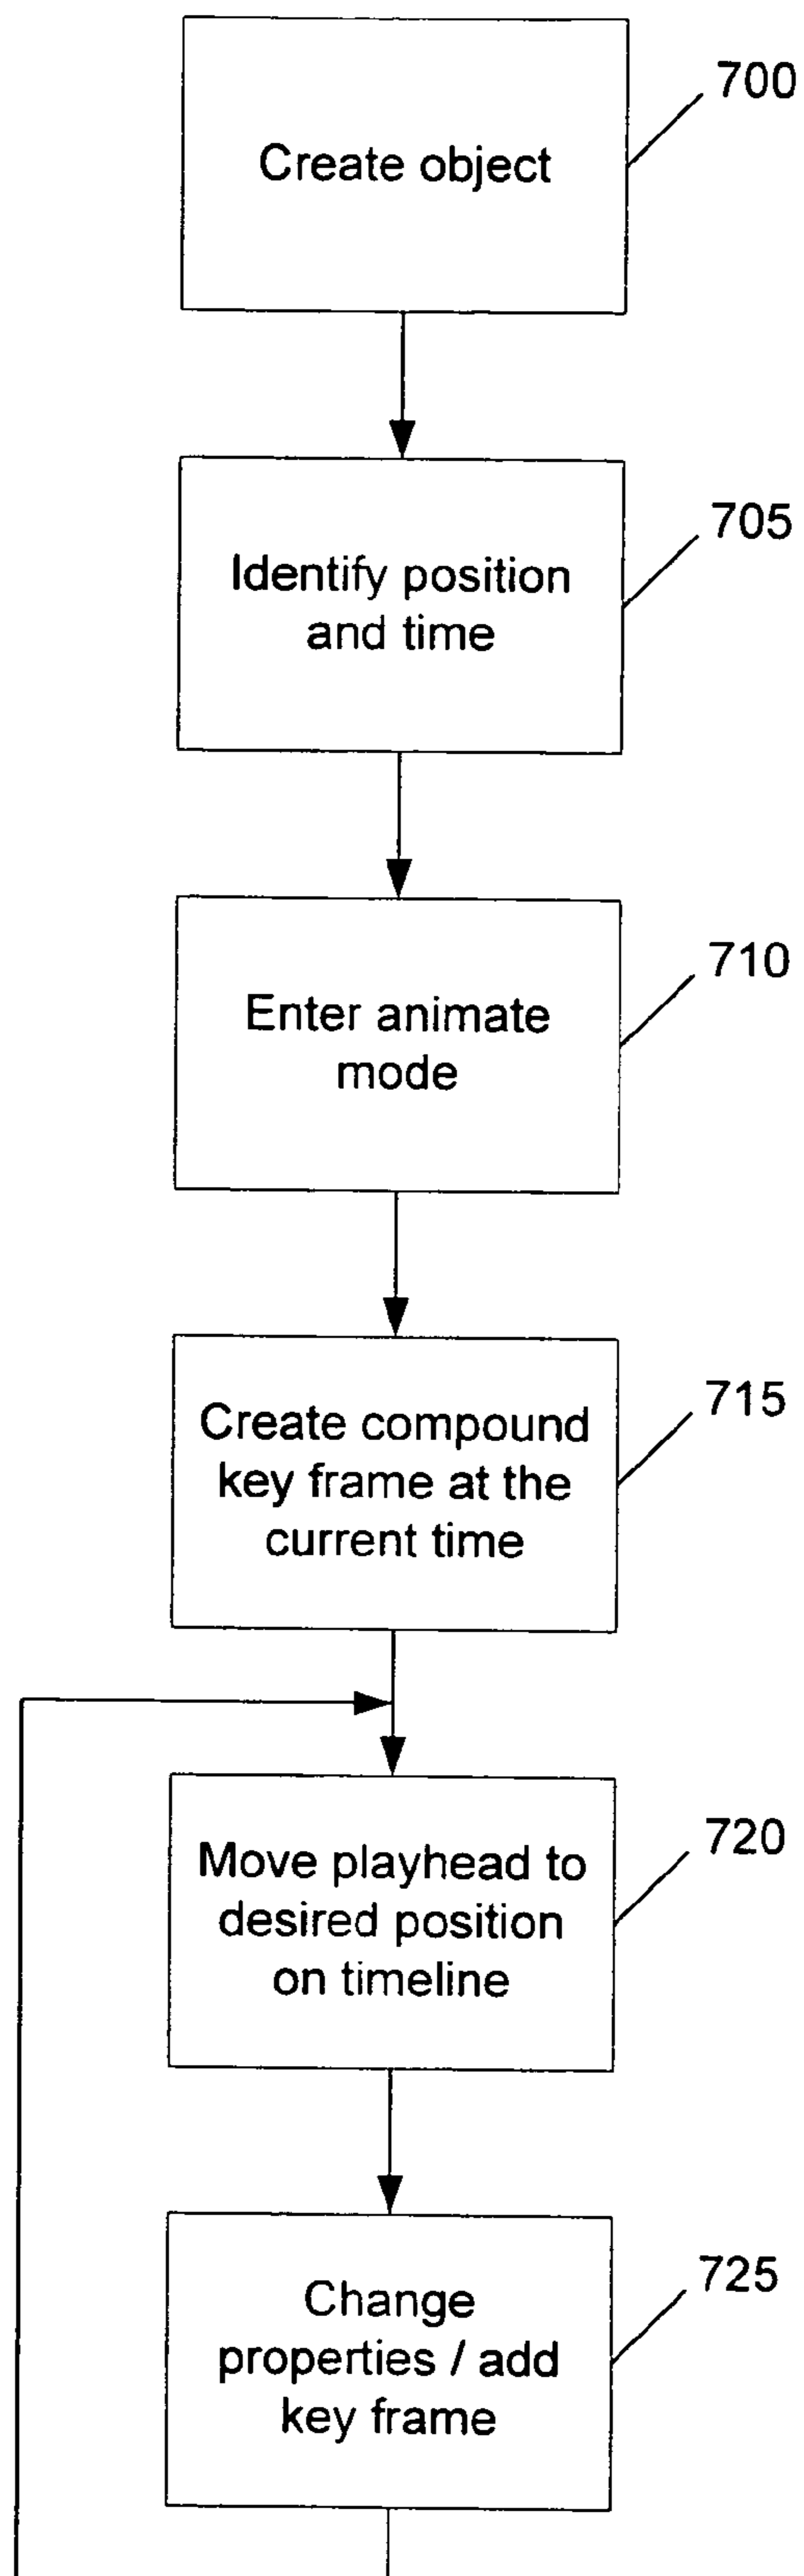 700
Create object
705
Identify position
and time
710
Enter animate
mode
715
Create compound
key frame at the
current time
720
Move playhead to
desired position
on timeline
725
Change
properties / add
key frame